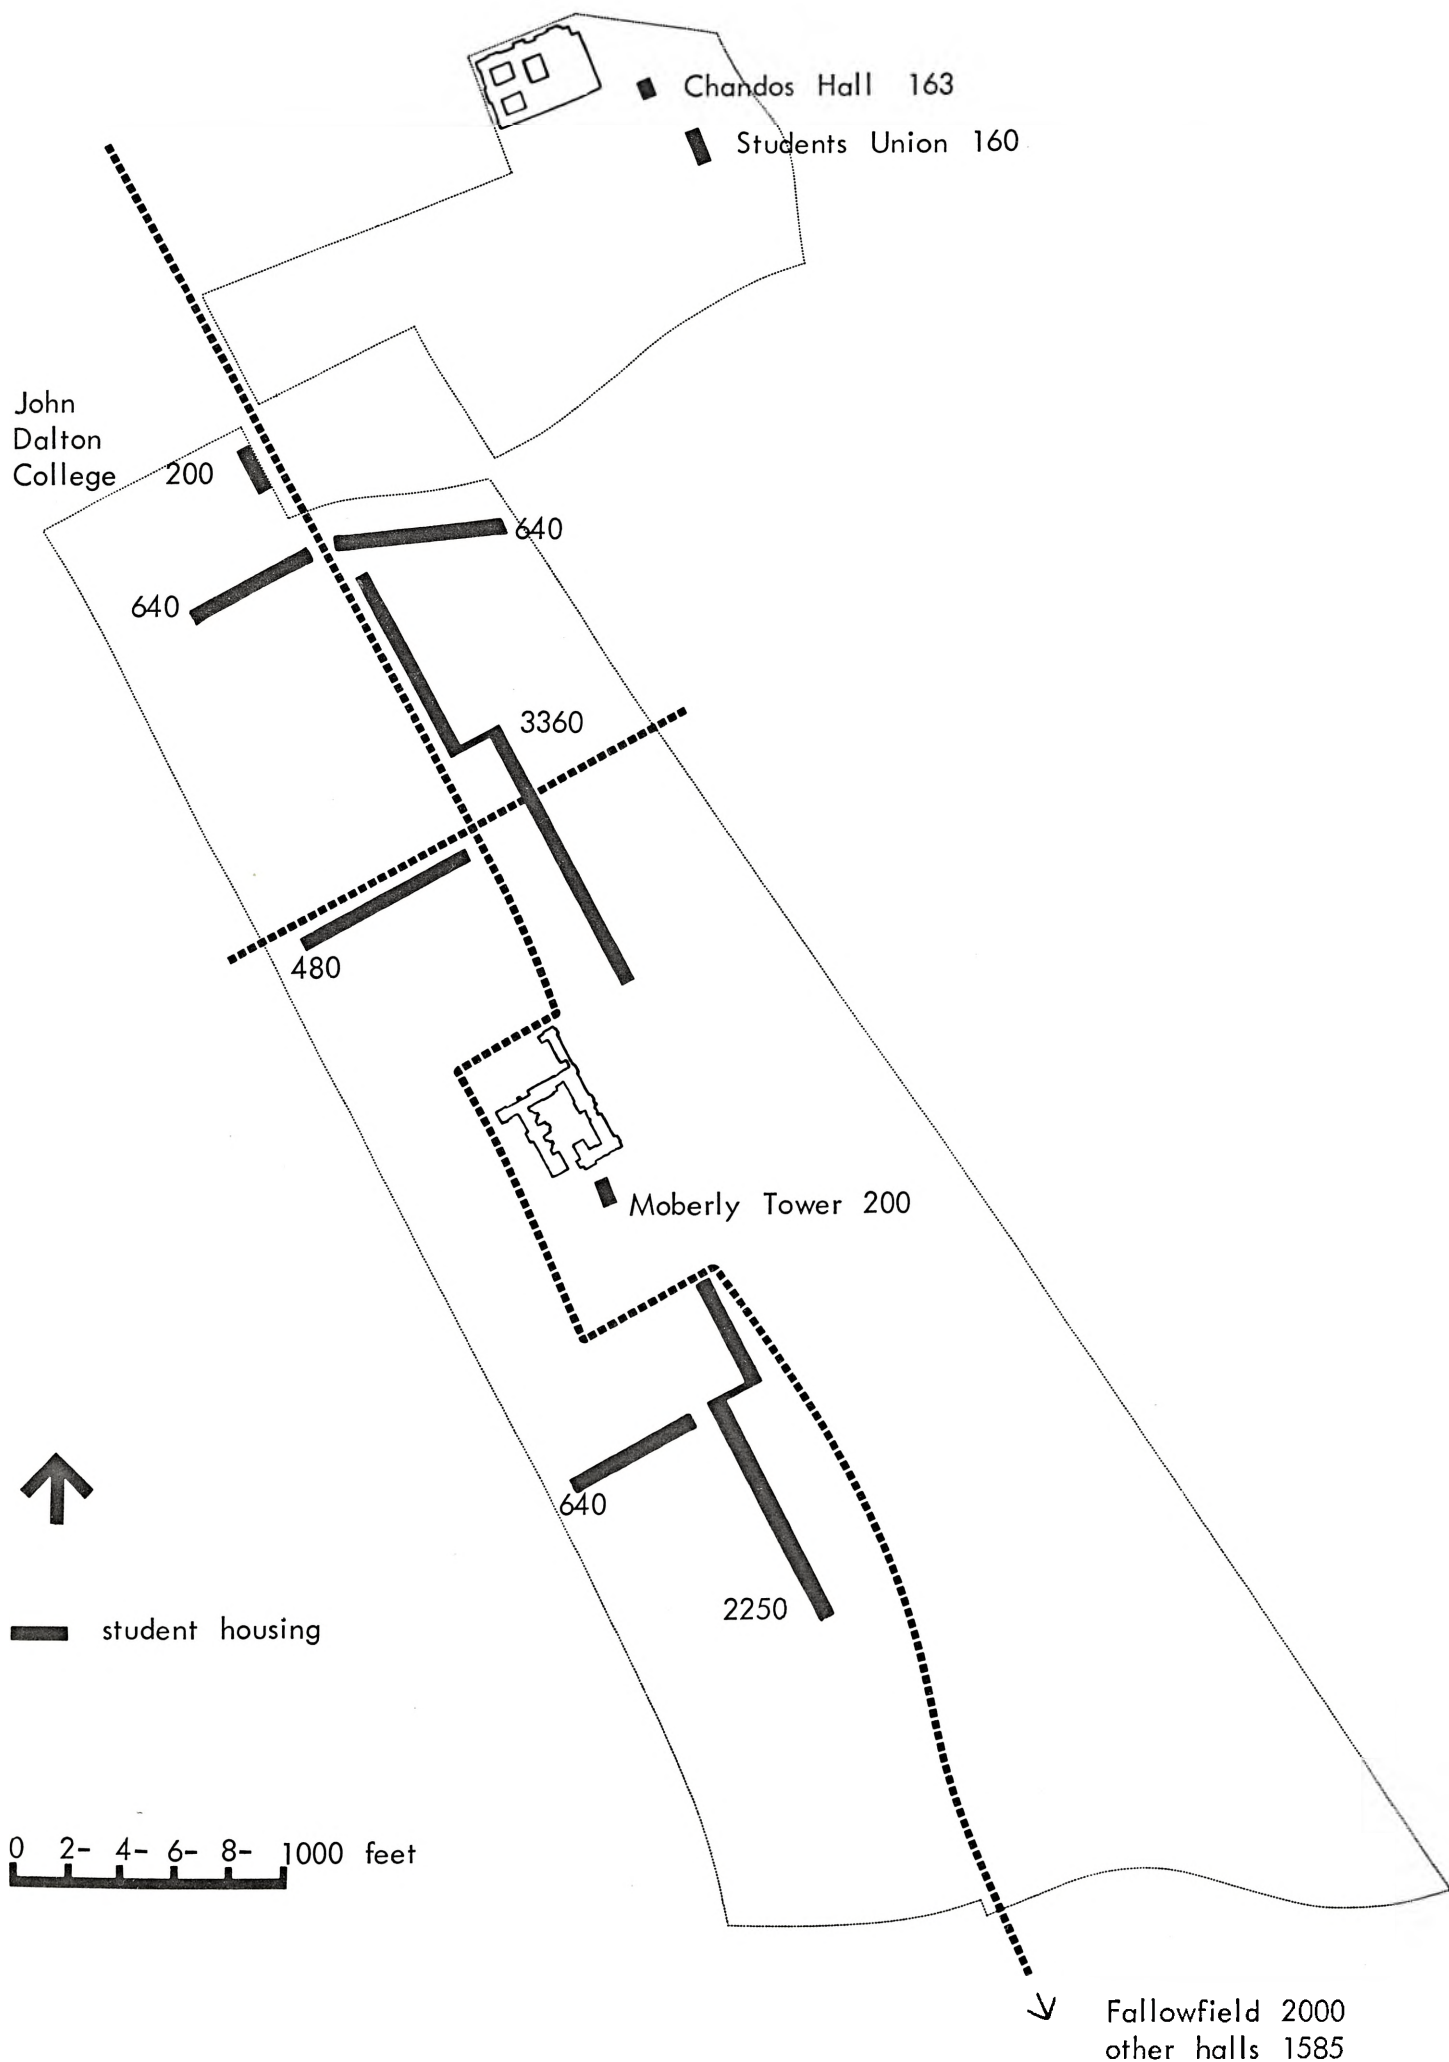 Chandos Hall 163
Students Union 160
John
Dalton
College 200
640
640
3360
480
Moberly Tower 200
640
2250
student housing
0 2- 4- 6- 8- 1000 feet
Fallowfield 2000
other halls 1585